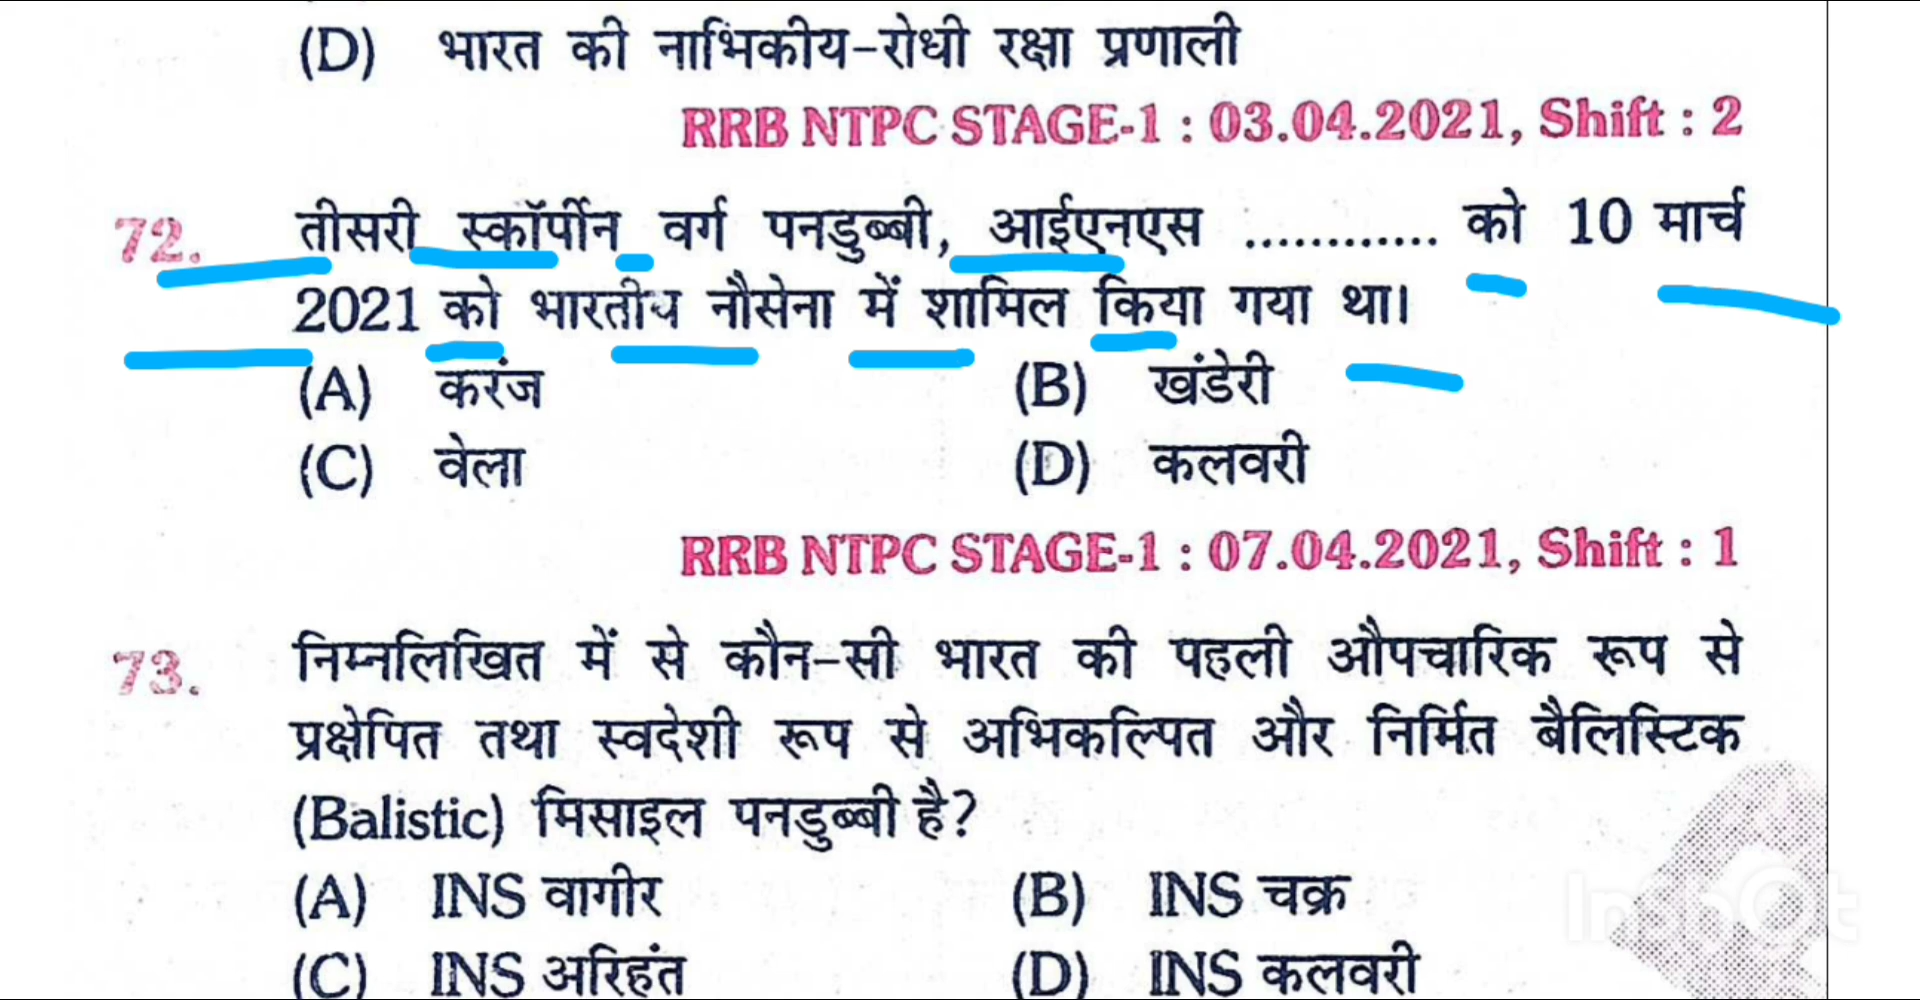 (D) भारत की नाभिकीय-रोधी रक्षा प्रणाली
RRB NTPC STAGE-1 : 03.04.2021, Shift : 2
72. तीसरी स्कॉर्पीन वर्ग पनडुब्बी, आईएनएस ............ को 10 मार्च
2021 को भारतीय नौसेना में शामिल किया गया था।
(A) करंज (B) खंडेरी
(C) वेला (D) कलवरी
RRB NTPC STAGE-1 : 07.04.2021, Shift : 1
73. निम्नलिखित में से कौन-सी भारत की पहली औपचारिक रूप से
प्रक्षेपित तथा स्वदेशी रूप से अभिकल्पित और निर्मित बैलिस्टिक
(Balistic) मिसाइल पनडुब्बी है?
(A) INS वागीर (B) INS चक्र
InShOt
(C) INS अरिहंत (D) INS कलवरी